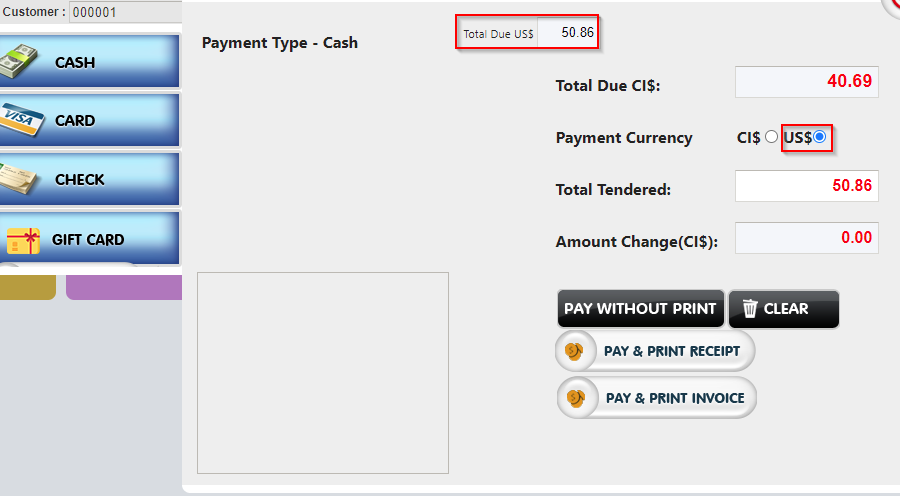 Customer : 000001
CASH
VISA
CARD
CHECK
GIFT CARD
Payment Type - Cash
Total Due US$ 50.86
Total Due CI$: 40.69
Payment Currency CI$ US$
Total Tendered: 50.86
Amount Change(CI$): 0.00
PAY WITHOUT PRINT CLEAR
PAY & PRINT RECEIPT
PAY & PRINT INVOICE